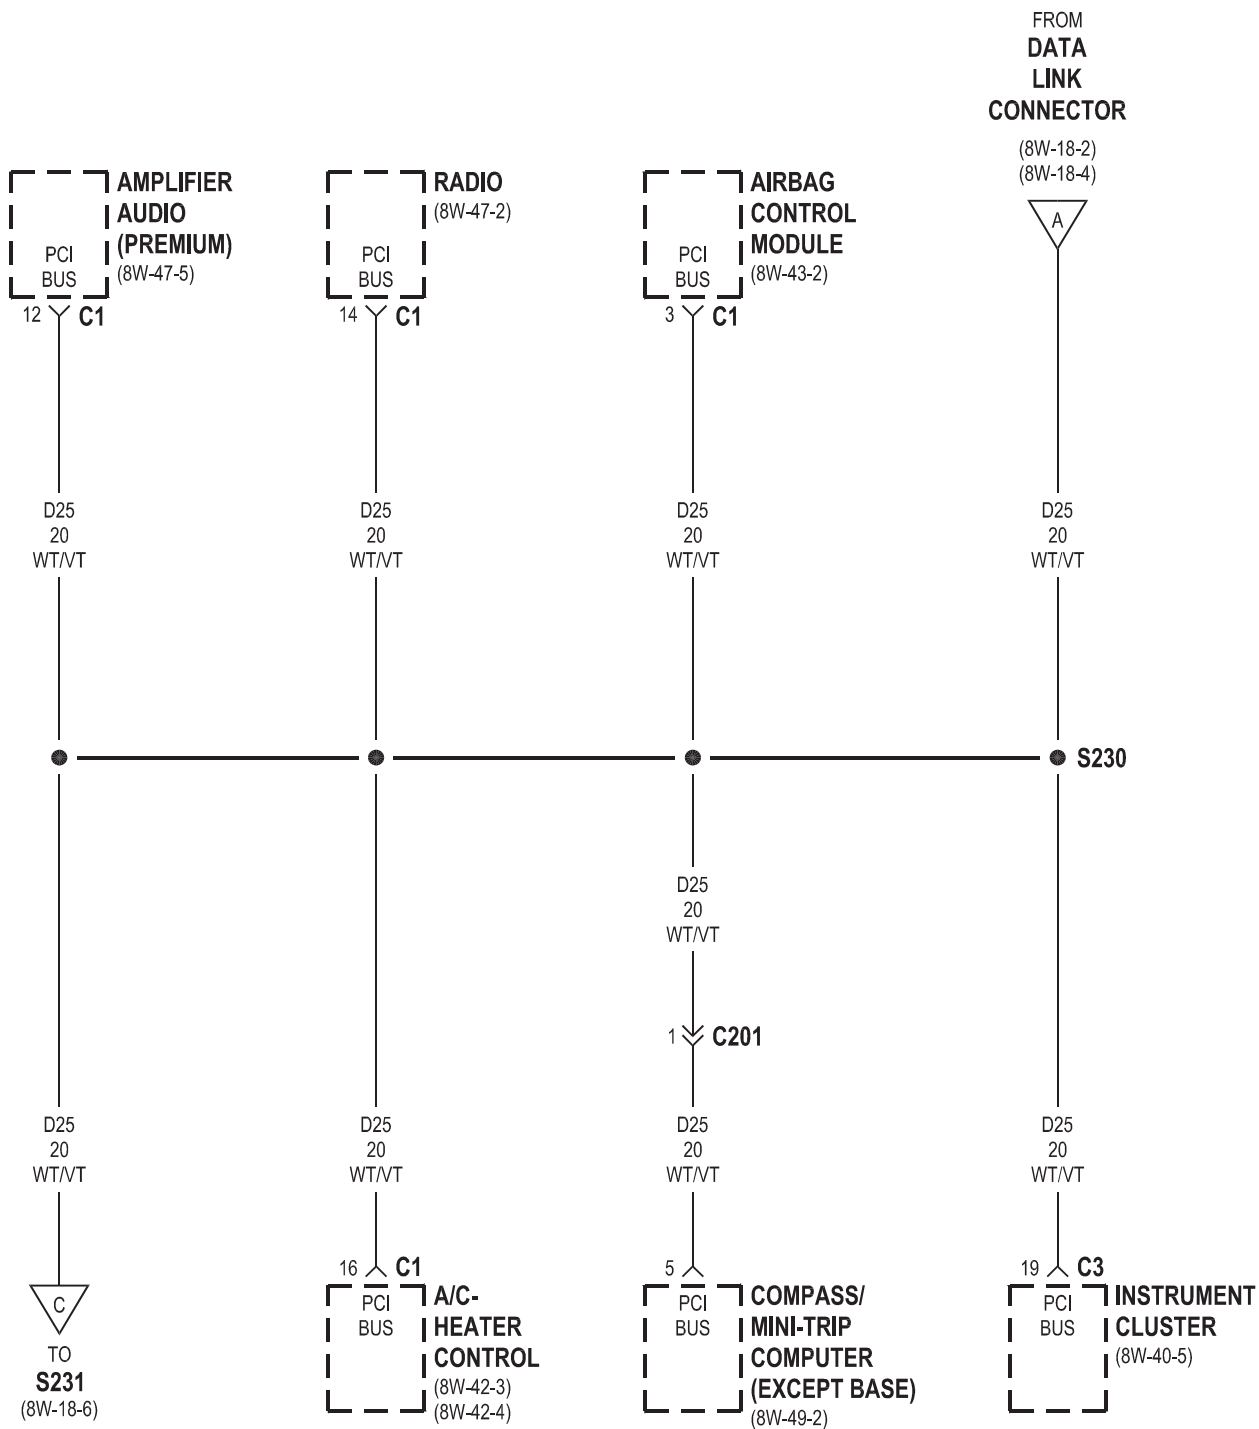 FROM
DATA
LINK
CONNECTOR
(8W-18-2)
(8W-18-4)
A
AMPLIFIER
AUDIO
(PREMIUM)
(8W-47-5)
PCI
BUS
12
C1
RADIO
(8W-47-2)
PCI
BUS
14
C1
AIRBAG
CONTROL
MODULE
(8W-43-2)
PCI
BUS
3
C1
D25
20
WT/VT
D25
20
WT/VT
D25
20
WT/VT
D25
20
WT/VT
S230
D25
20
WT/VT
1
C201
D25
20
WT/VT
D25
20
WT/VT
D25
20
WT/VT
D25
20
WT/VT
C
TO
S231
(8W-18-6)
16
C1
PCI
BUS
A/C-
HEATER
CONTROL
(8W-42-3)
(8W-42-4)
5
PCI
BUS
COMPASS/
MINI-TRIP
COMPUTER
(EXCEPT BASE)
(8W-49-2)
19
C3
PCI
BUS
INSTRUMENT
CLUSTER
(8W-40-5)